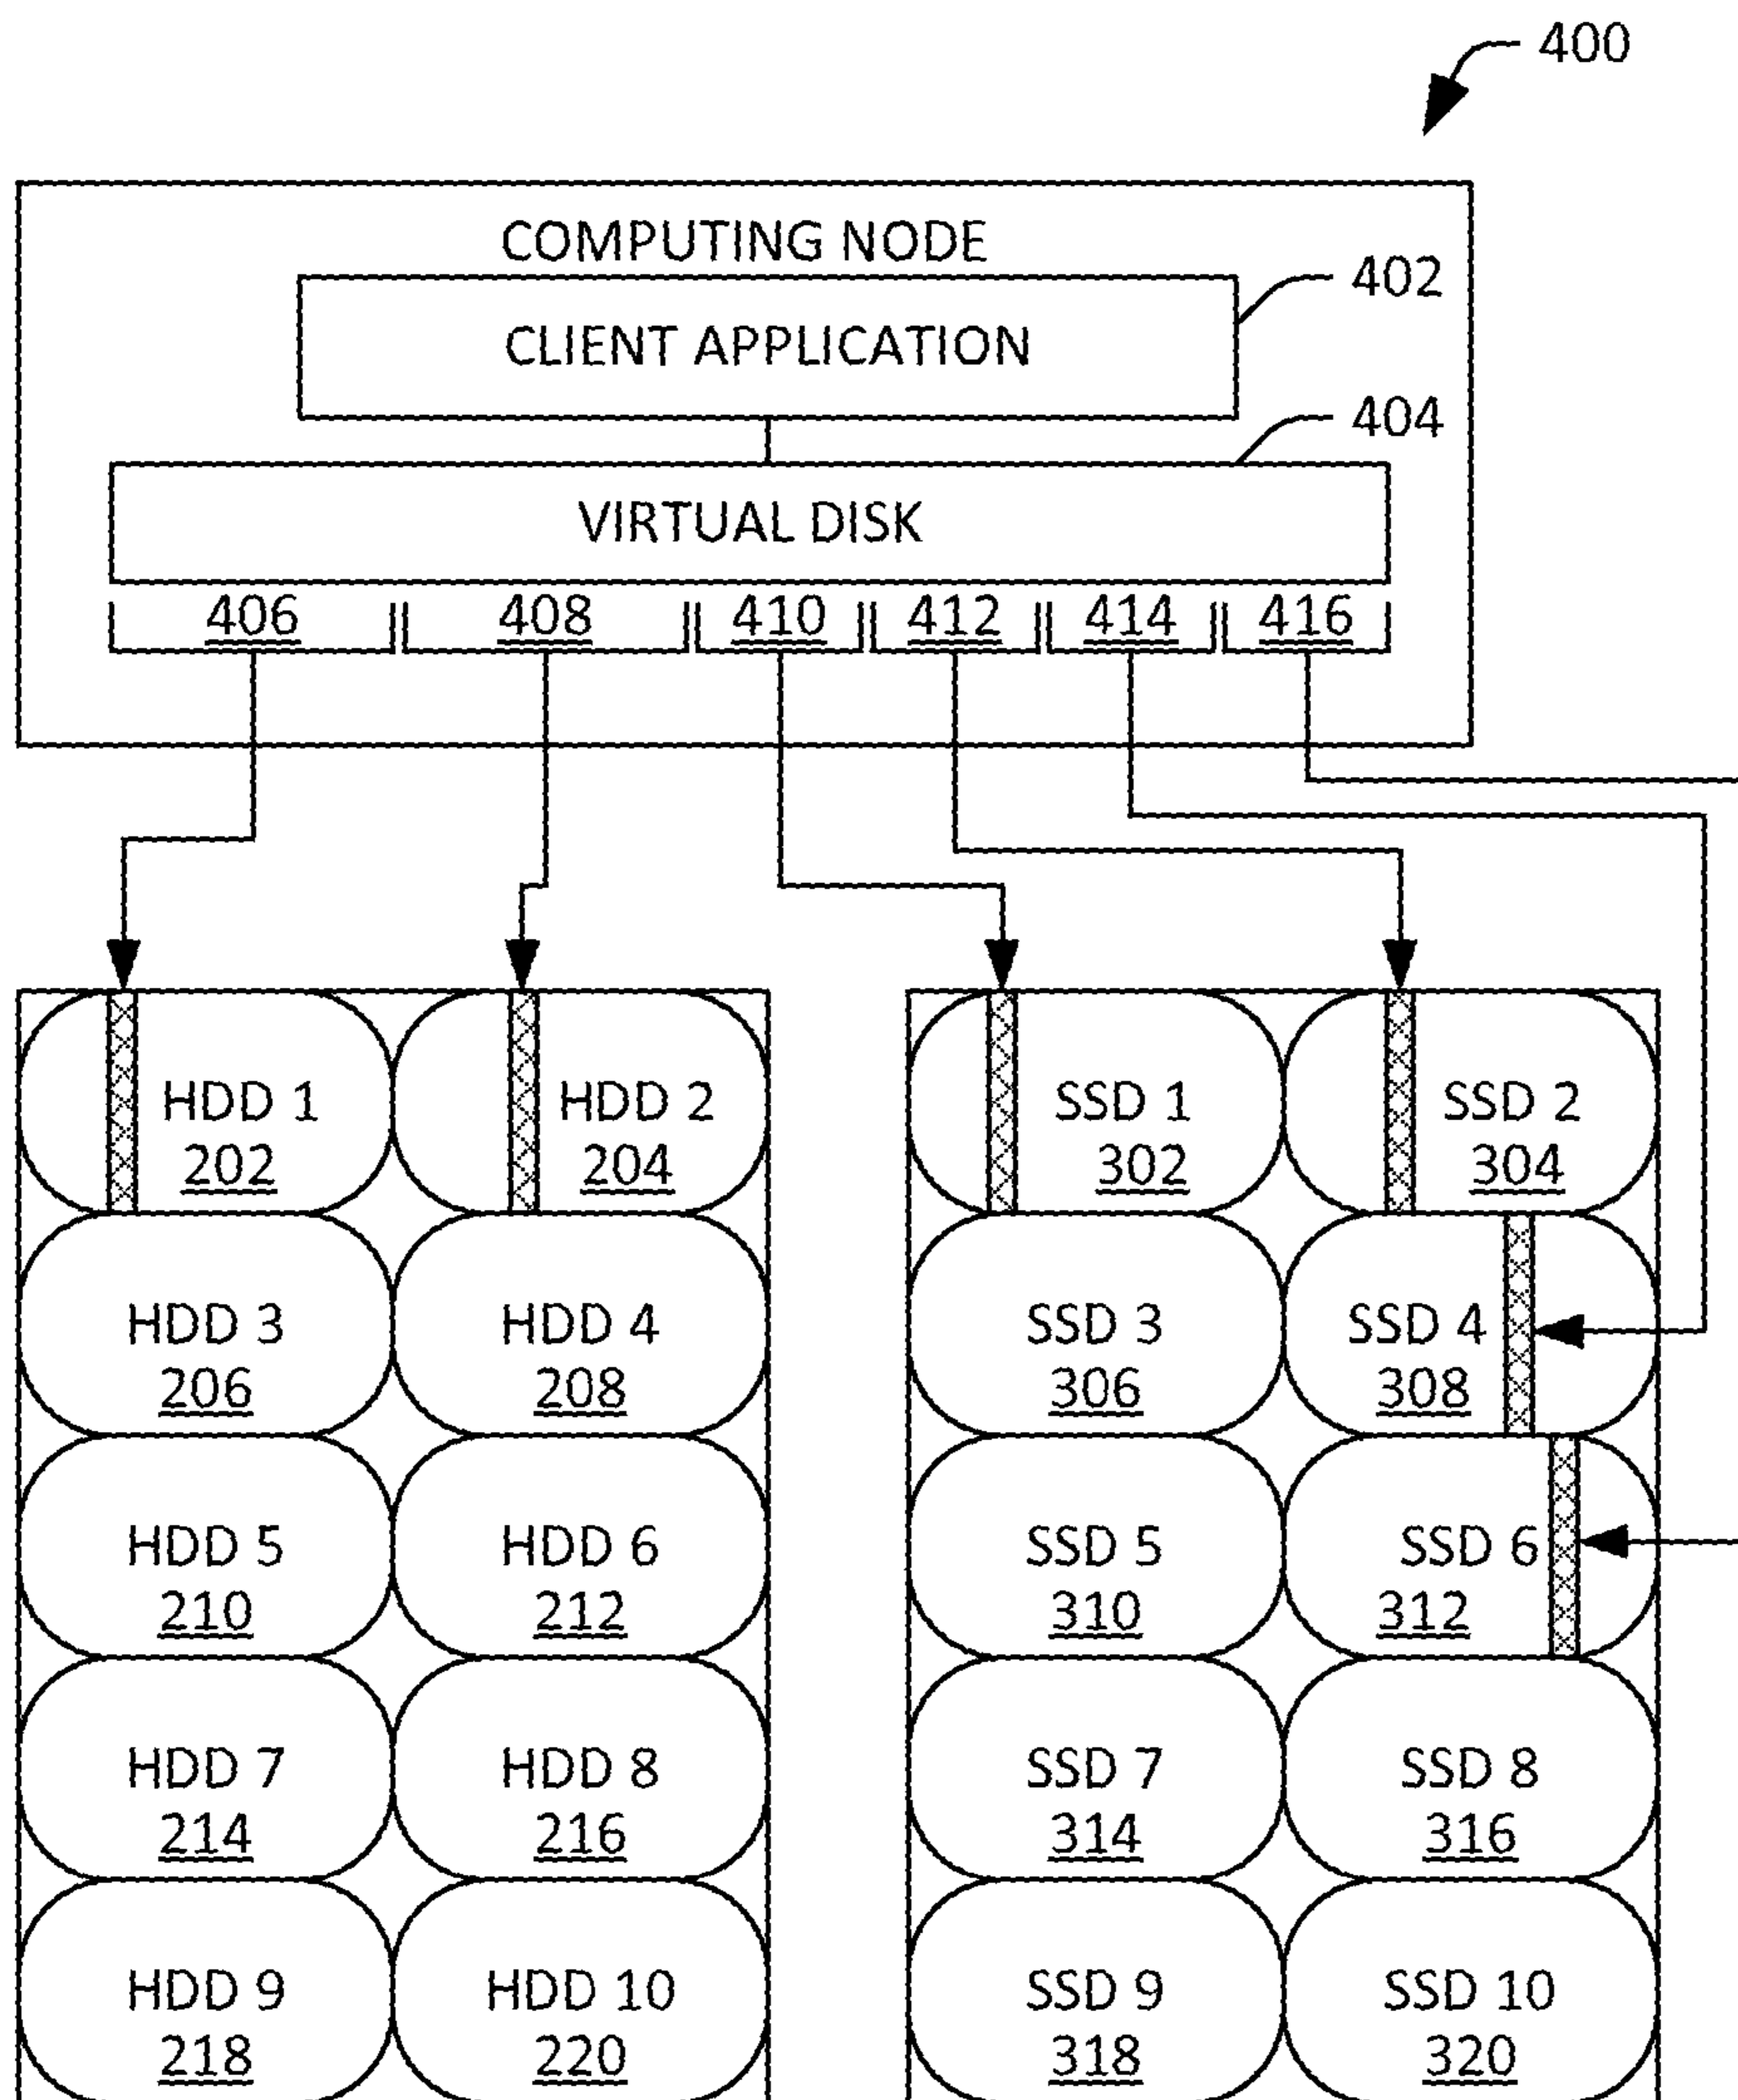 400
COMPUTING NODE
402
CLIENT APPLICATION
404
VIRTUAL DISK
406 408 410 412 414 416
HDD 1 HDD 2 SSD 1 SSD 2
202 204 302 304
HDD 3 HDD 4 SSD 3 SSD 4
206 208 306 308
HDD 5 HDD 6 SSD 5 SSD 6
210 212 310 312
HDD 7 HDD 8 SSD 7 SSD 8
214 216 314 316
HDD 9 HDD 10 SSD 9 SSD 10
218 220 318 320